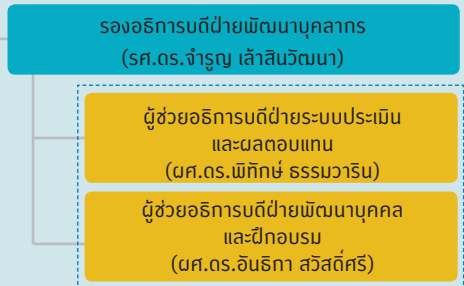 รองอธิการบดีฝ่ายพัฒนาบุคลากร
(รศ.ดร.จำรูญ เล้าสินวัฒนา)
ผู้ช่วยอธิการบดีฝ่ายระบบประเมิน
และผลตอบแทน
(ผศ.ดร.พิทักษ์ ธรรมวาริน)
ผู้ช่วยอธิการบดีฝ่ายพัฒนาบุคคล
และฝึกอบรม
(ผศ.ดร.อันธิกา สวัสดิ์ศรี)